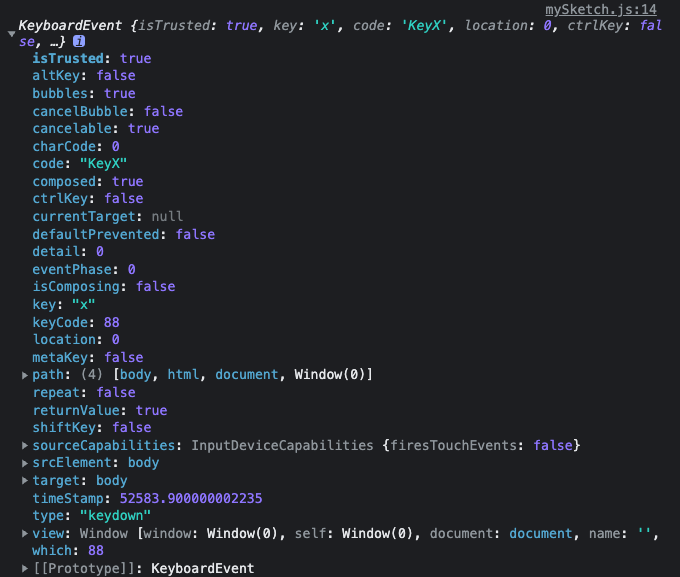 mySketch.js:14
KeyboardEvent {isTrusted: true, key: 'x', code: 'KeyX', location: 0, ctrlKey: fal
se, …} i
isTrusted: true
altKey: false
bubbles: true
cancelBubble: false
cancelable: true
charCode: 0
code: "KeyX"
composed: true
ctrlKey: false
currentTarget: null
defaultPrevented: false
detail: 0
eventPhase: 0
isComposing: false
key: "x"
keyCode: 88
location: 0
metaKey: false
path: (4) [body, html, document, Window(0)]
repeat: false
returnValue: true
shiftKey: false
sourceCapabilities: InputDeviceCapabilities {firesTouchEvents: false}
srcElement: body
target: body
timeStamp: 52583.900000002235
type: "keydown"
view: Window [window: Window(0), self: Window(0), document: document, name: '',
which: 88
[[Prototype]]: KeyboardEvent